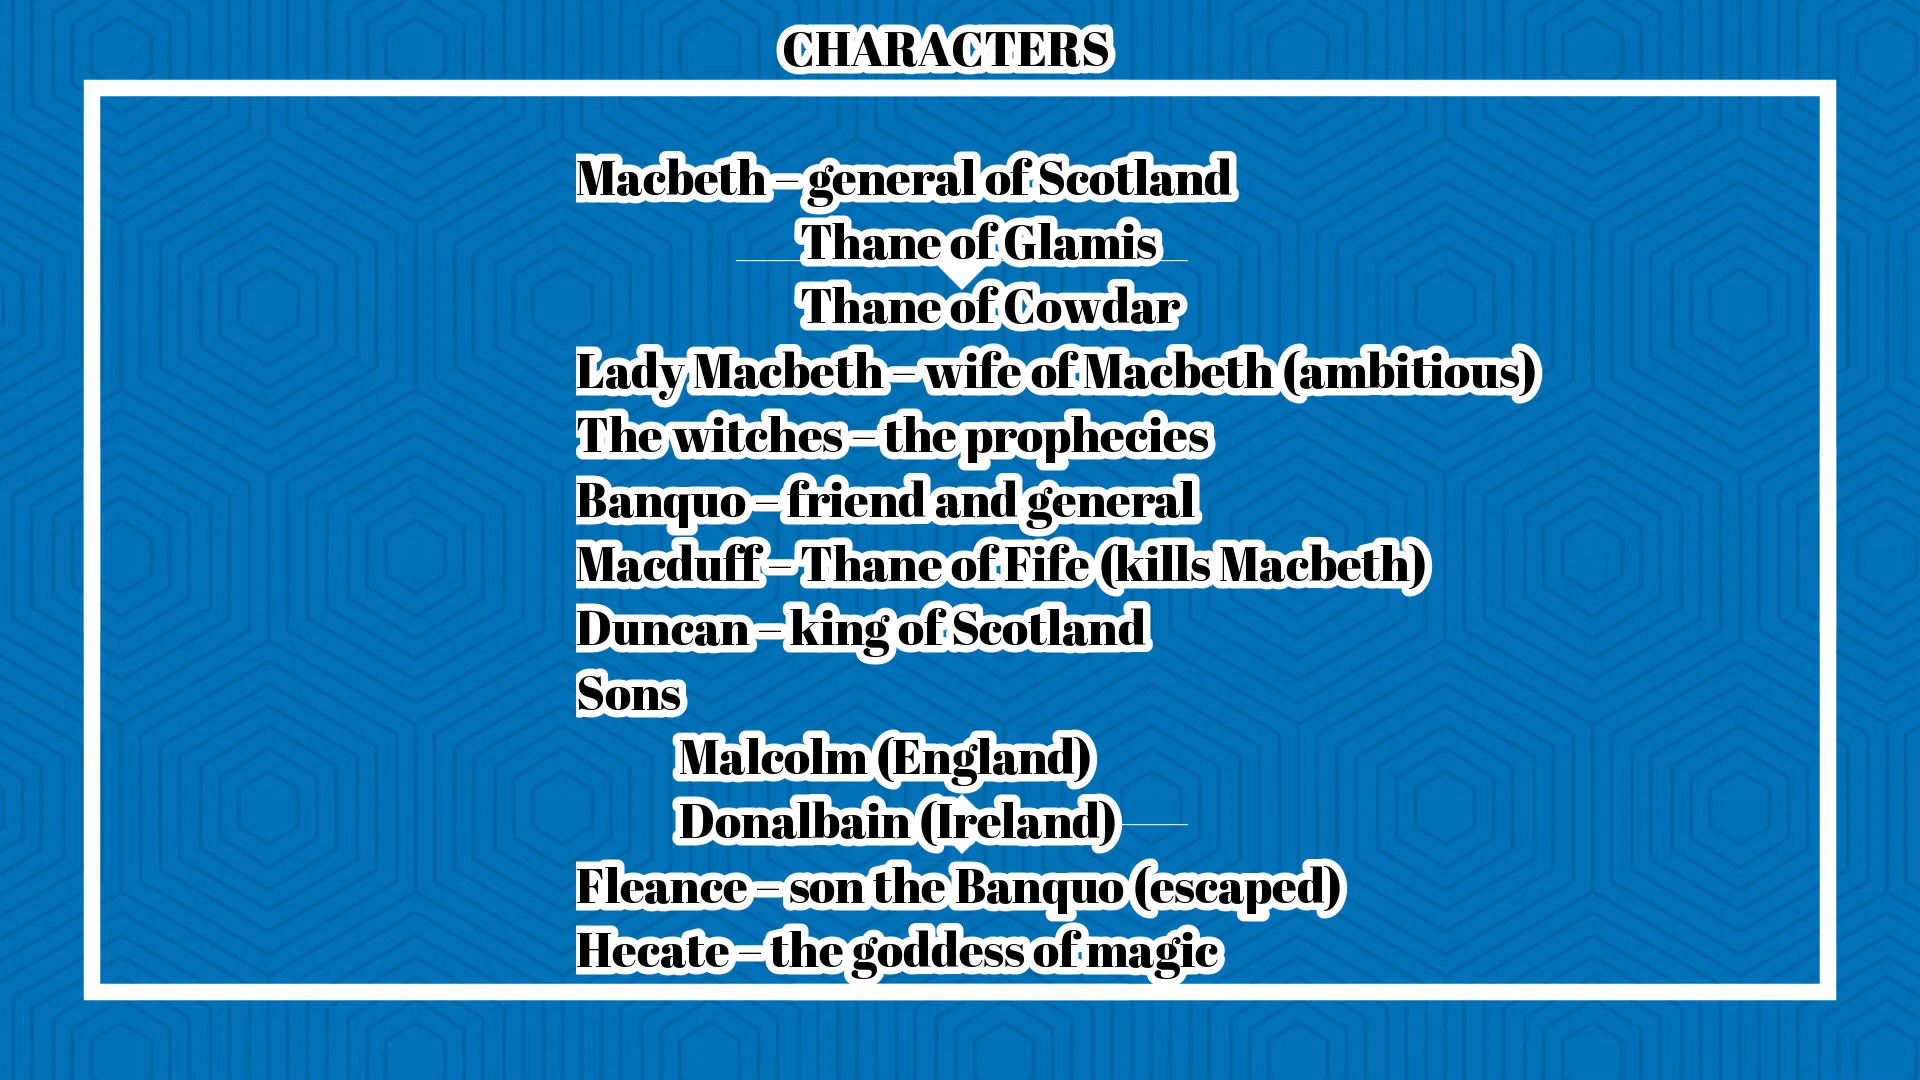 CHARACTERS
Macbeth – general of Scotland
Thane of Glamis
Thane of Cowdar
Lady Macbeth – wife of Macbeth (ambitious)
The witches – the prophecies
Banquo – friend and general
Macduff – Thane of Fife (kills Macbeth)
Duncan – king of Scotland
Sons
Malcolm (England)
Donalbain (Ireland)
Fleance – son the Banquo (escaped)
Hecate – the goddess of magic